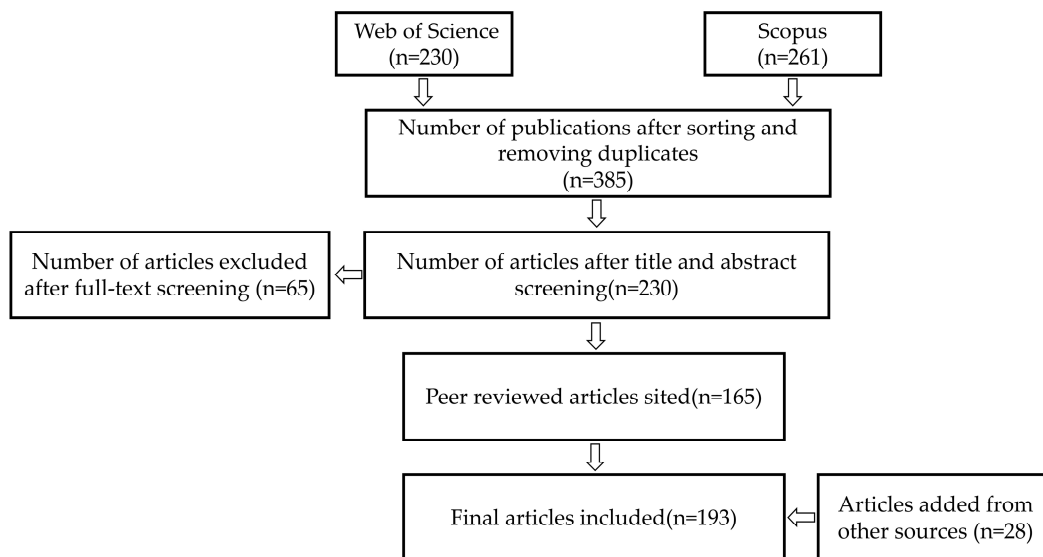 Web of Science
(n=230)
Scopus
(n=261)
Number of publications after sorting and
removing duplicates
(n=385)
Number of articles excluded
after full-text screening (n=65)
Number of articles after title and abstract
screening(n=230)
Peer reviewed articles sited(n=165)
Final articles included(n=193)
Articles added from
other sources (n=28)